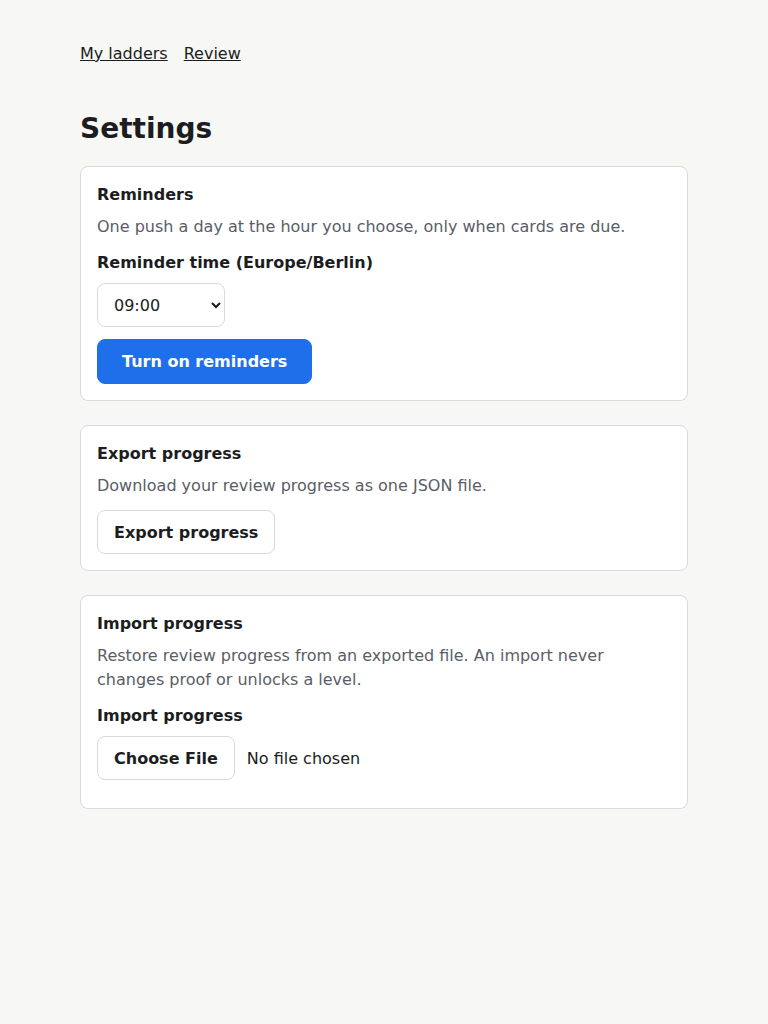 My ladders Review
Settings
Reminders
One push a day at the hour you choose, only when cards are due.
Reminder time (Europe/Berlin)
09:00
Turn on reminders
Export progress
Download your review progress as one JSON file.
Export progress
Import progress
Restore review progress from an exported file. An import never
changes proof or unlocks a level.
Import progress
Choose File No file chosen